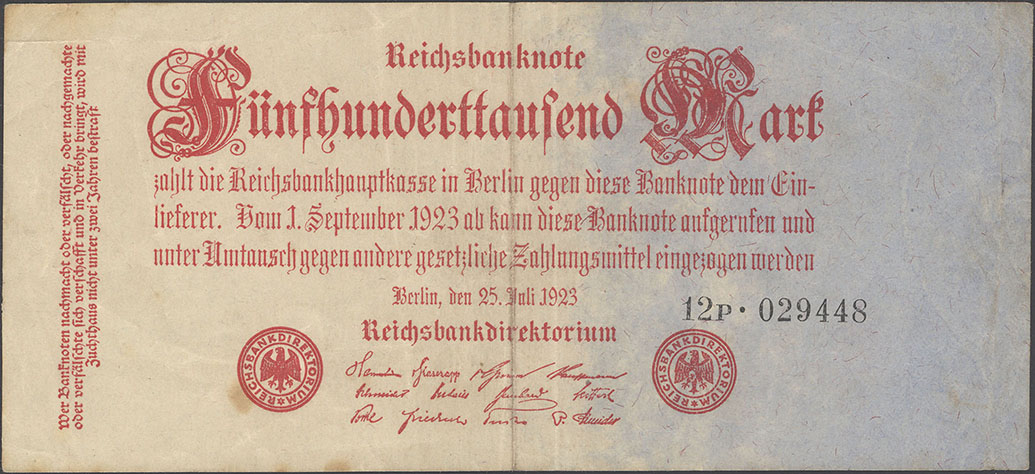 Reichsbanknote
Fünfhunderttausend Mark
zahlt die Reichsbankhauptkasse in Berlin gegen diese Banknote dem Ein-
lieferer. Vom 1. September 1923 ab kann diese Banknote aufgerufen und
unter Umtausch gegen andere gesetzliche Zahlungsmittel eingezogen werden
Berlin, den 25. Juli 1923
12P · 029448
Reichsbankdirektorium
REICHSBANKDIREKTORIUM
REICHSBANKDIREKTORIUM
Wer Banknoten nachmacht oder verfälscht, oder nachgemachte
oder verfälschte sich verschafft und in Verkehr bringt, wird mit
Zuchthaus nicht unter zwei Jahren bestraft